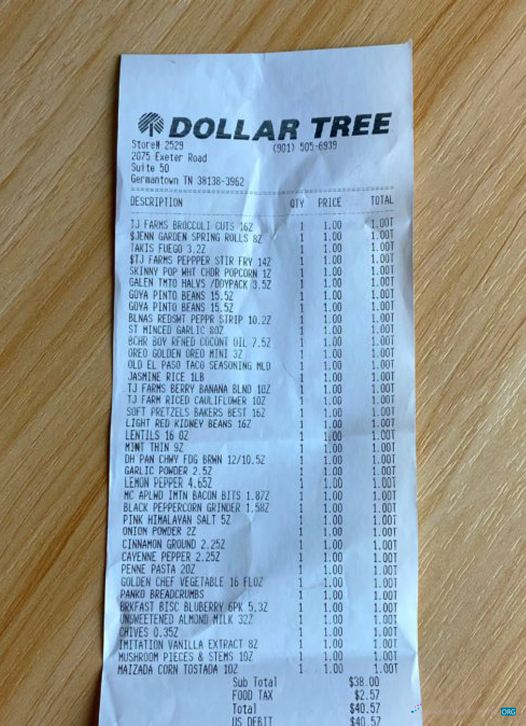 DOLLAR TREE
Store# 2529 (901) 505-6939
2075 Exeter Road
Suite 50
Germantown TN 38138-3962
DESCRIPTION QTY PRICE TOTAL
TJ FARMS BROCCOLI CUTS 16Z 1 1.00 1.00T
$JENN GARDEN SPRING ROLLS 8Z 1 1.00 1.00T
TAKIS FUEGO 3.2Z 1 1.00 1.00T
$TJ FARMS PEPPPER STIR FRY 14Z 1 1.00 1.00T
SKINNY POP WHT CHDR POPCORN 1Z 1 1.00 1.00T
GALEN TMTO HALVS /DOYPACK 3.5Z 1 1.00 1.00T
GOYA PINTO BEANS 15.5Z 1 1.00 1.00T
GOYA PINTO BEANS 15.5Z 1 1.00 1.00T
BLNAS REDSWT PEPPR STRIP 10.2Z 1 1.00 1.00T
ST MINCED GARLIC 8OZ 1 1.00 1.00T
BCHR BOY RFNED COCONT OIL 7.5Z 1 1.00 1.00T
OREO GOLDEN OREO MINI 3Z 1 1.00 1.00T
OLD EL PASO TACO SEASONING MLD 1 1.00 1.00T
JASMINE RICE 1LB 1 1.00 1.00T
TJ FARMS BERRY BANANA BLND 10Z 1 1.00 1.00T
TJ FARM RICED CAULIFLOWER 10Z 1 1.00 1.00T
SOFT PRETZELS BAKERS BEST 16Z 1 1.00 1.00T
LIGHT RED KIDNEY BEANS 16Z 1 1.00 1.00T
LENTILS 16 OZ 1 1.00 1.00T
MINT THIN 9Z 1 1.00 1.00T
DH PAN CHWY FDG BRWN 12/10.5Z 1 1.00 1.00T
GARLIC POWDER 2.5Z 1 1.00 1.00T
LEMON PEPPER 4.65Z 1 1.00 1.00T
MC APLWD IMTN BACON BITS 1.87Z 1 1.00 1.00T
BLACK PEPPERCORN GRINDER 1.58Z 1 1.00 1.00T
PINK HIMALAYAN SALT 5Z 1 1.00 1.00T
ONION POWDER 2Z 1 1.00 1.00T
CINNAMON GROUND 2.25Z 1 1.00 1.00T
CAYENNE PEPPER 2.25Z 1 1.00 1.00T
PENNE PASTA 20Z 1 1.00 1.00T
GOLDEN CHEF VEGETABLE 16 FLOZ 1 1.00 1.00T
PANKO BREADCRUMBS 1 1.00 1.00T
BRKFAST BISC BLUBERRY 6PK 5.3Z 1 1.00 1.00T
UNSWEETENED ALMOND MILK 32Z 1 1.00 1.00T
CHIVES 0.35Z 1 1.00 1.00T
IMITATION VANILLA EXTRACT 8Z 1 1.00 1.00T
MUSHROOM PIECES & STEMS 10Z 1 1.00 1.00T
MAIZADA CORN TOSTADA 10Z 1 1.00 1.00T
Sub Total $38.00
FOOD TAX $2.57
Total $40.57
US DEBIT $40.57
ORG